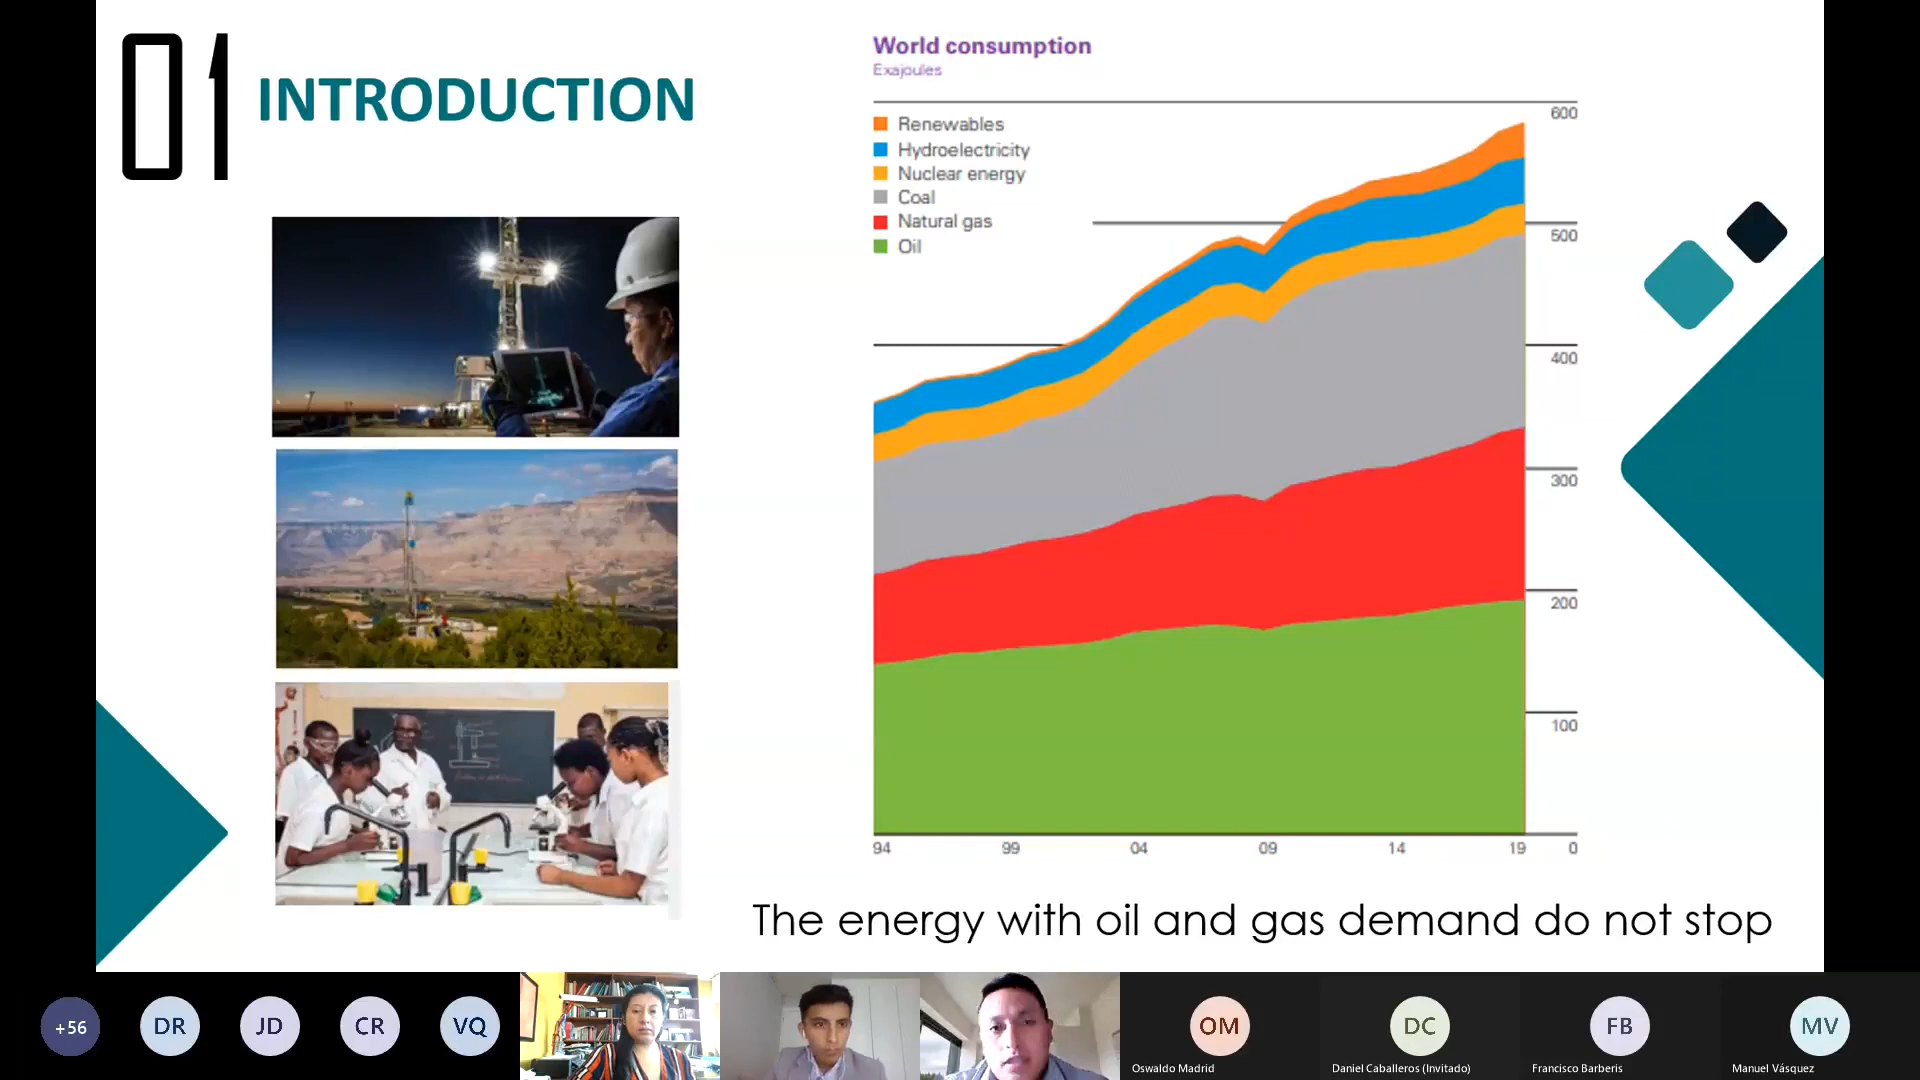 01
INTRODUCTION
World consumption
Exajoules
Renewables
Hydroelectricity
Nuclear energy
Coal
Natural gas
Oil
600
500
400
300
200
100
0
94 99 04 09 14 19
The energy with oil and gas demand do not stop
+56
DR
JD
CR
VQ
OM
DC
FB
MV
Oswaldo Madrid
Daniel Caballeros (Invitado)
Francisco Barberis
Manuel Vásquez